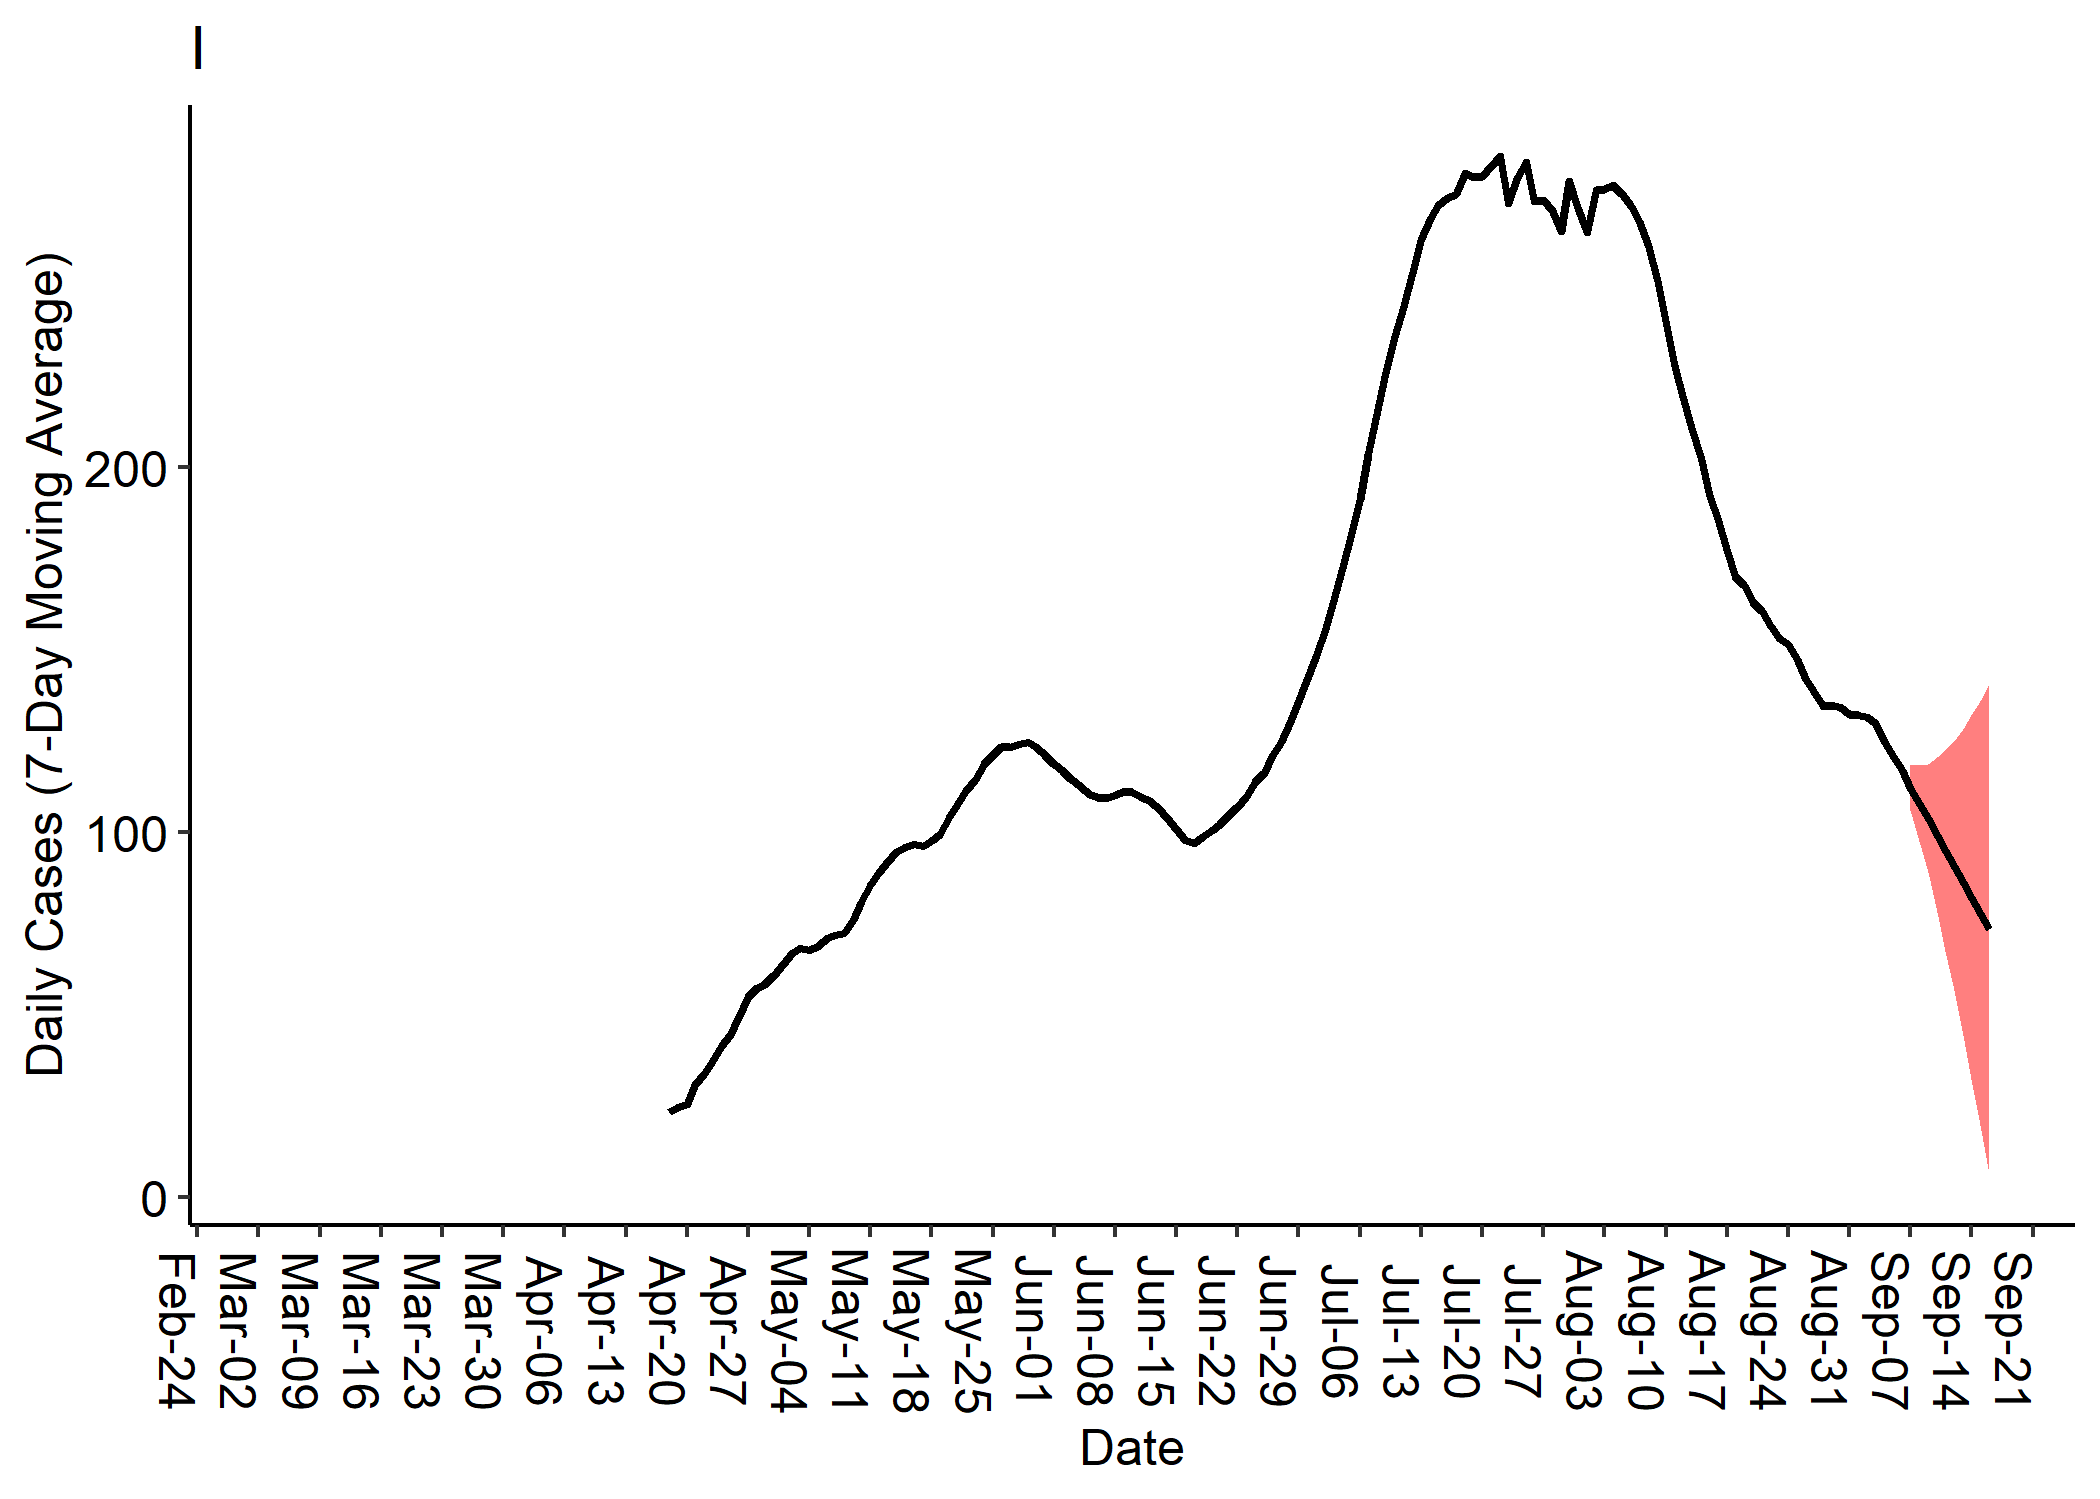 I
Daily Cases (7-Day Moving Average)
200
100
0
Feb-24
Mar-02
Mar-09
Mar-16
Mar-23
Mar-30
Apr-06
Apr-13
Apr-20
Apr-27
May-04
May-11
May-18
May-25
Jun-01
Jun-08
Jun-15
Jun-22
Jun-29
Jul-06
Jul-13
Jul-20
Jul-27
Aug-03
Aug-10
Aug-17
Aug-24
Aug-31
Sep-07
Sep-14
Sep-21
Date